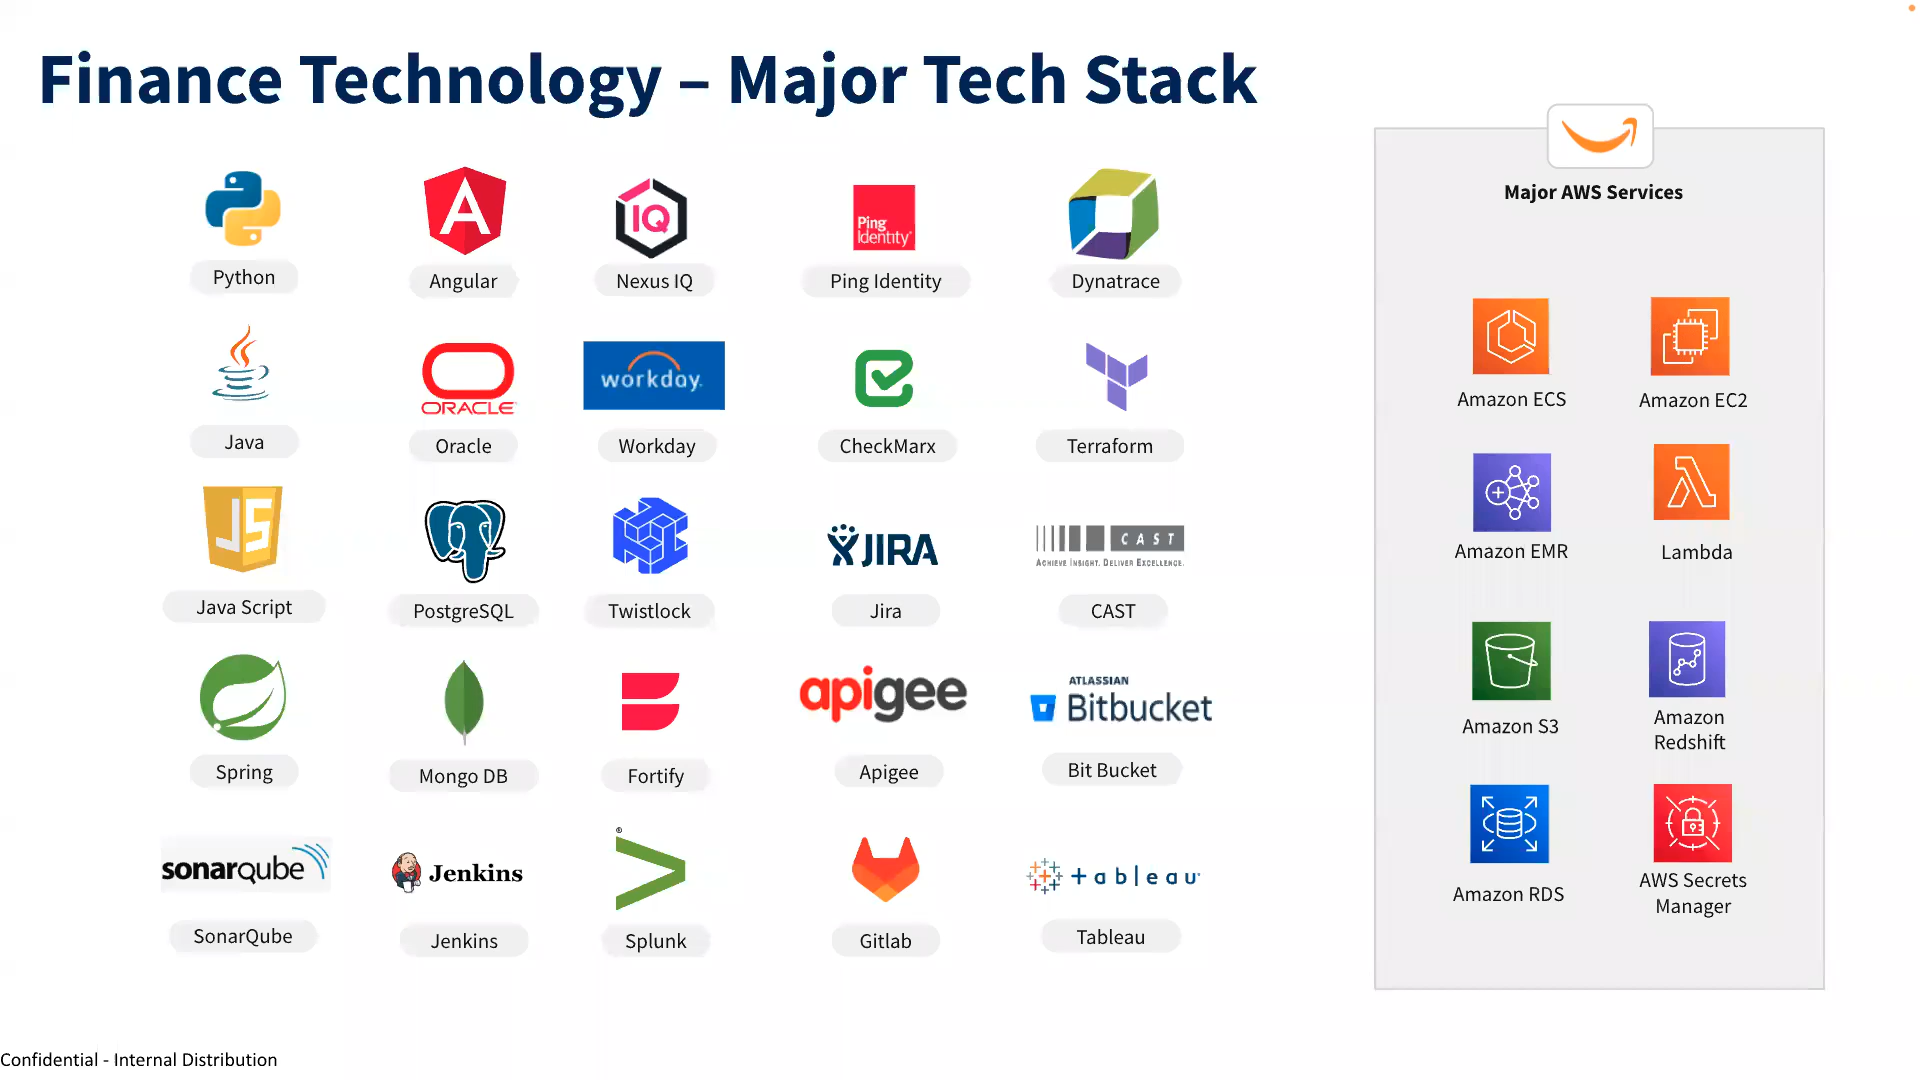 Finance Technology – Major Tech Stack
Python
Angular
IQ
Nexus IQ
Ping
Identity
Ping Identity
Dynatrace
Java
ORACLE
Oracle
workday.
Workday
CheckMarx
Terraform
JS
Java Script
PostgreSQL
Twistlock
JIRA
Jira
CAST
ACHIEVE INSIGHT. DELIVER EXCELLENCE.
CAST
Spring
Mongo DB
Fortify
apigee
Apigee
ATLASSIAN
Bitbucket
Bit Bucket
sonarqube
SonarQube
Jenkins
Jenkins
®
Splunk
Gitlab
+ableau
Tableau
Major AWS Services
Amazon ECS
Amazon EC2
Amazon EMR
Lambda
Amazon S3
Amazon
Redshift
Amazon RDS
AWS Secrets
Manager
Confidential - Internal Distribution